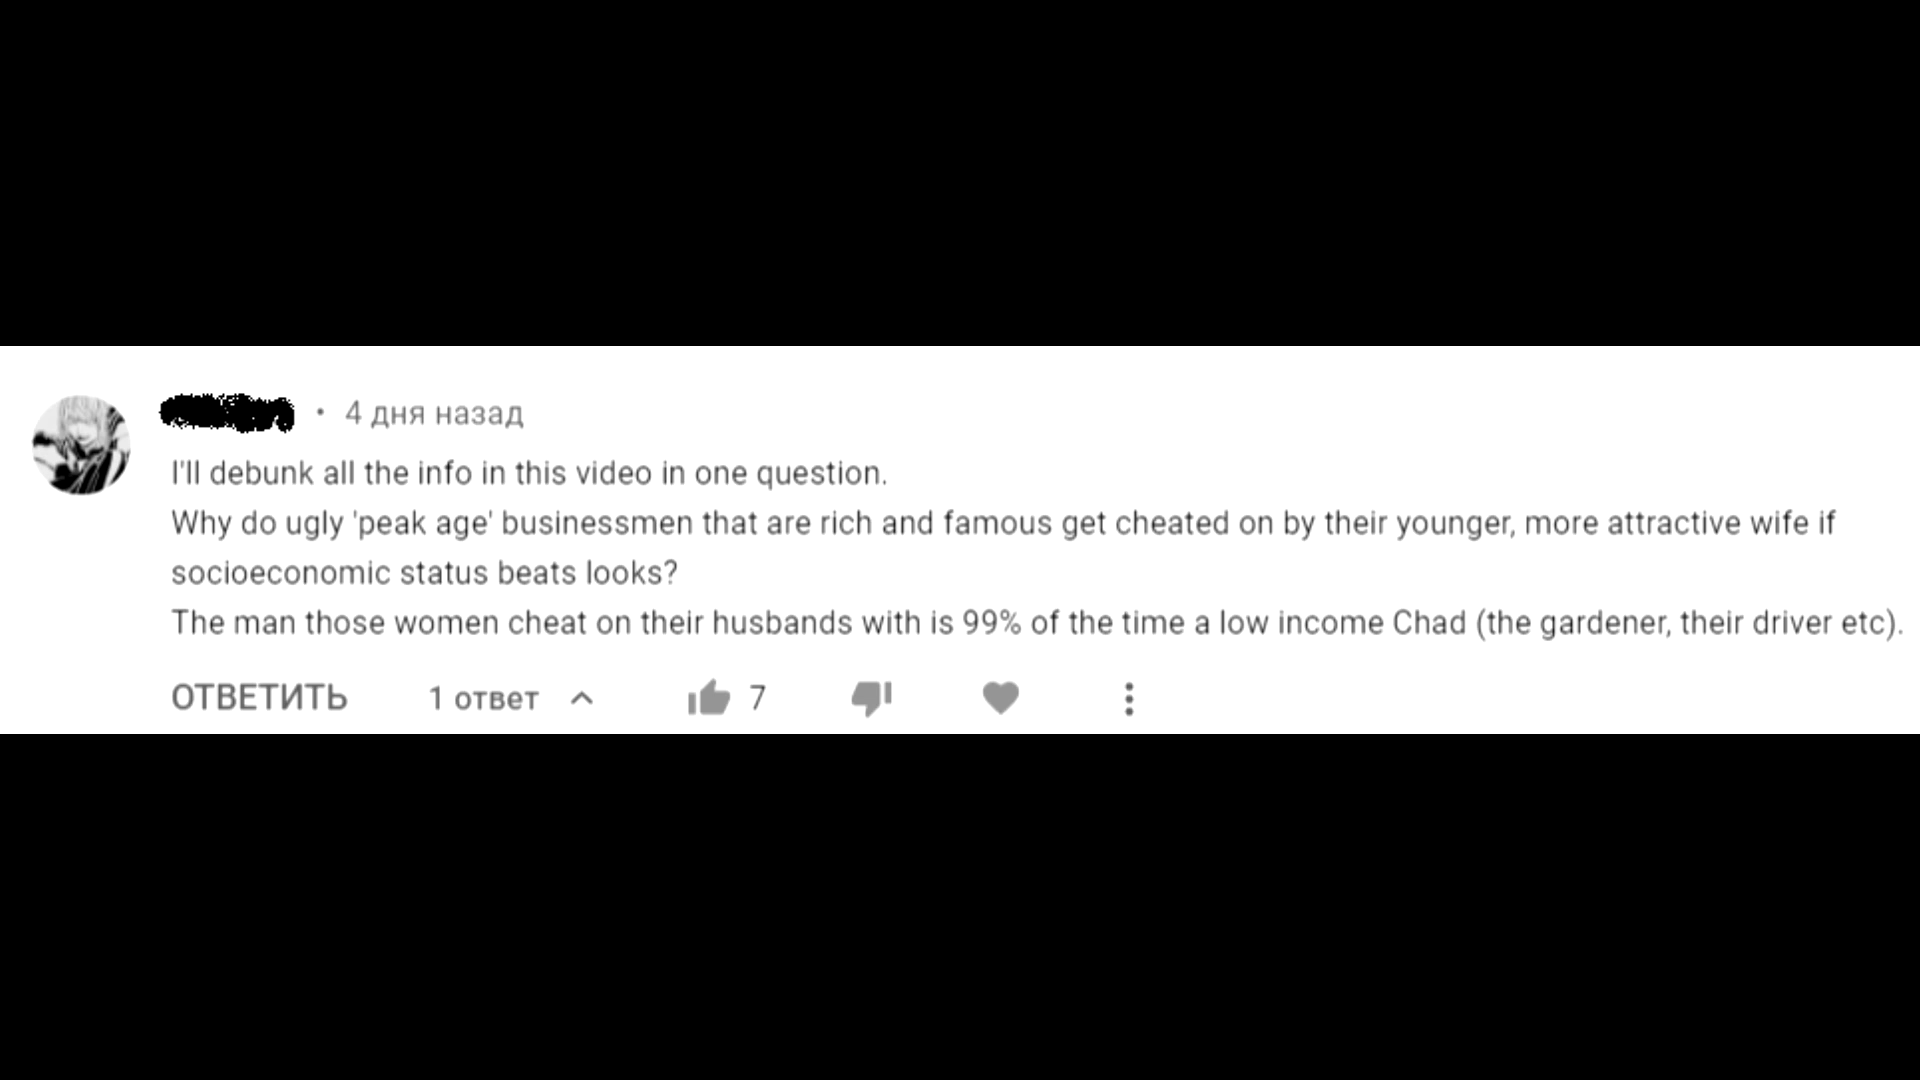 • 4 дня назад
I'll debunk all the info in this video in one question.
Why do ugly 'peak age' businessmen that are rich and famous get cheated on by their younger, more attractive wife if
socioeconomic status beats looks?
The man those women cheat on their husbands with is 99% of the time a low income Chad (the gardener, their driver etc).
ОТВЕТИТЬ 1 ответ 7